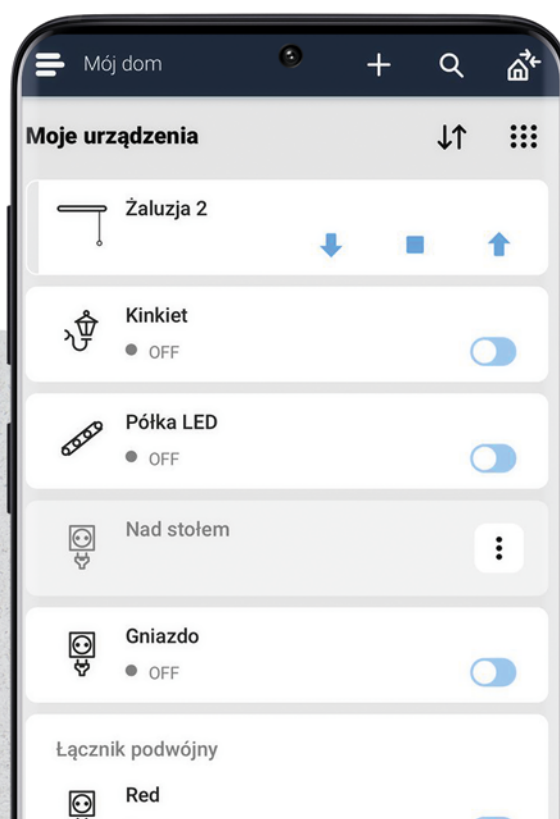 Mój dom
Moje urządzenia
Żaluzja 2
Kinkiet
OFF
Półka LED
OFF
Nad stołem
Gniazdo
OFF
Łącznik podwójny
Red